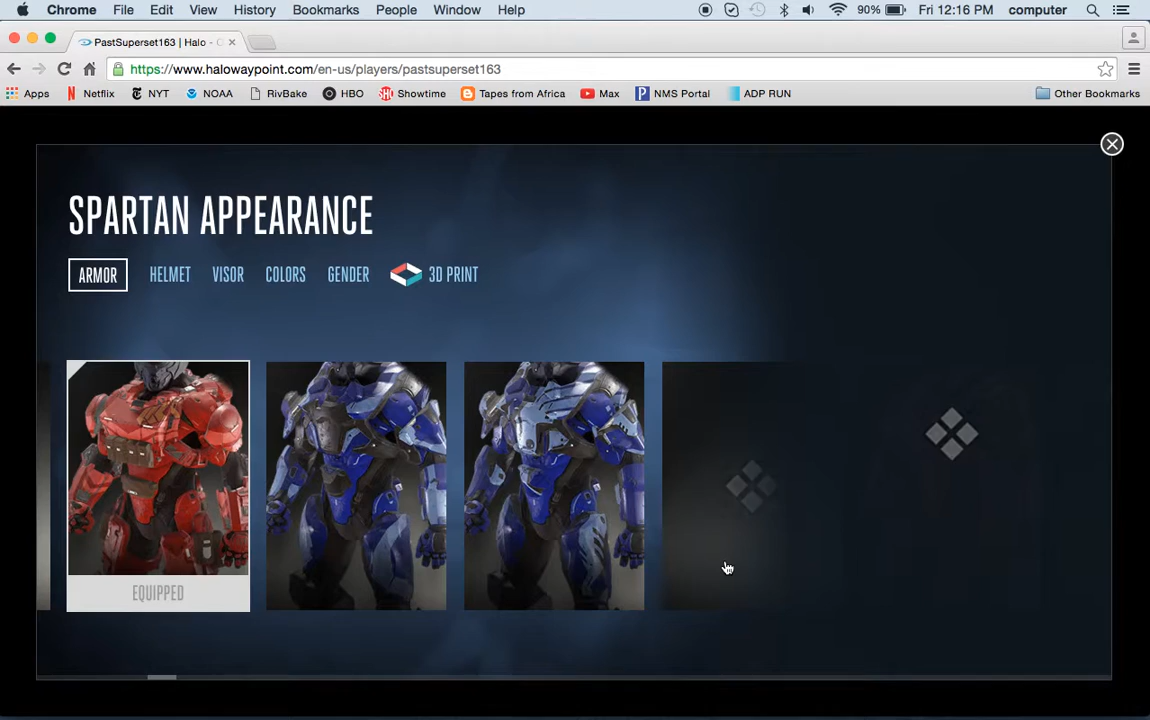 Chrome File Edit View History Bookmarks People Window Help 90% Fri 12:16 PM computer
PastSuperset163 | Halo - C
https://www.halowaypoint.com/en-us/players/pastsuperset163
Apps Netflix NYT NOAA RivBake HBO Showtime Tapes from Africa Max NMS Portal ADP RUN Other Bookmarks
SPARTAN APPEARANCE
ARMOR HELMET VISOR COLORS GENDER 3D PRINT
EQUIPPED